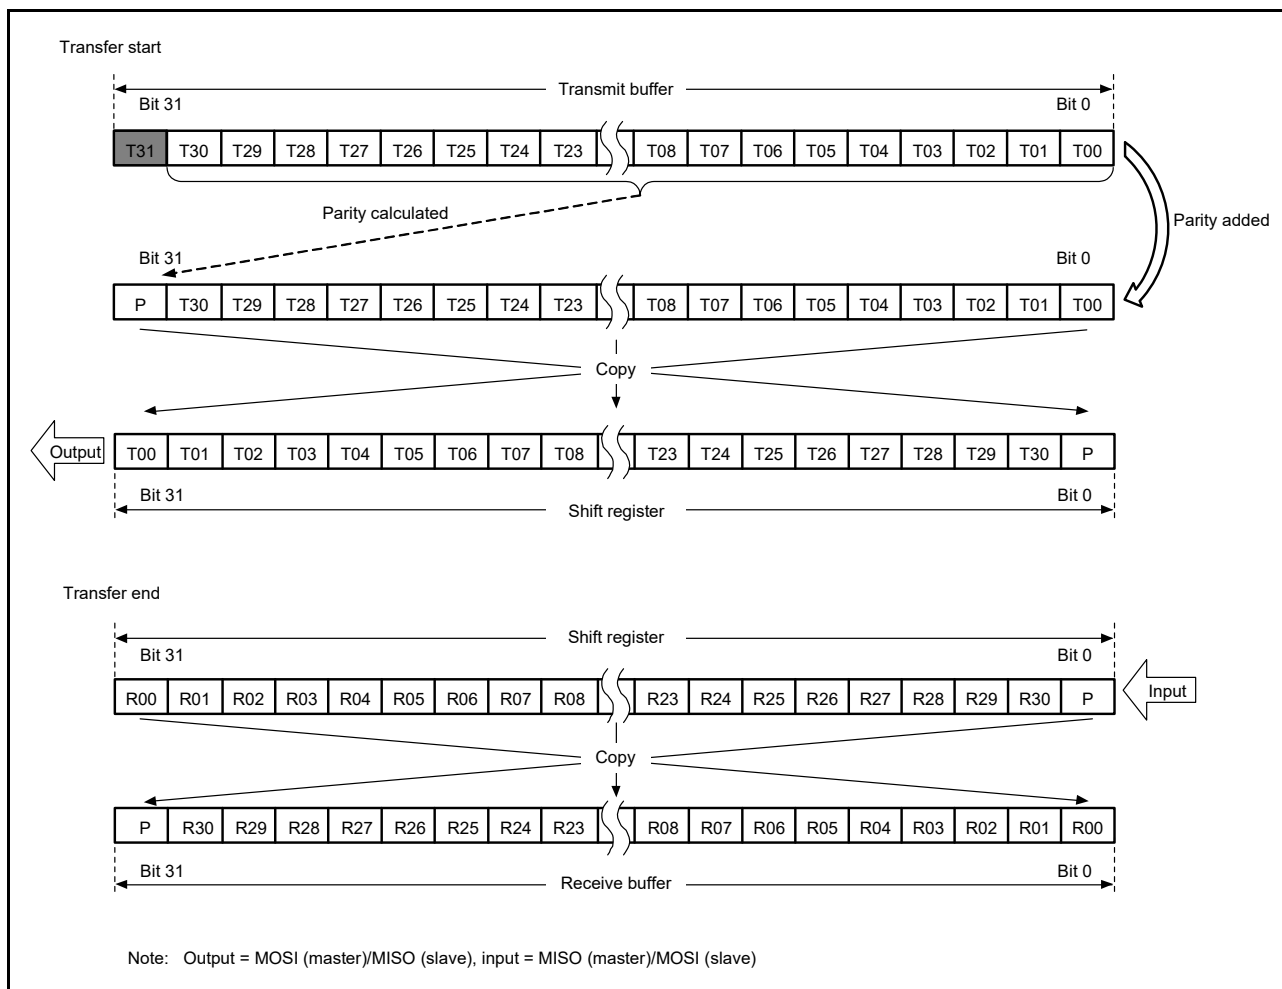 Transfer start
Transmit buffer
Bit 31 Bit 0
T31 T30 T29 T28 T27 T26 T25 T24 T23 T08 T07 T06 T05 T04 T03 T02 T01 T00
Parity calculated
Parity added
Bit 31 Bit 0
P T30 T29 T28 T27 T26 T25 T24 T23 T08 T07 T06 T05 T04 T03 T02 T01 T00
Copy
Output
T00 T01 T02 T03 T04 T05 T06 T07 T08 T23 T24 T25 T26 T27 T28 T29 T30 P
Bit 31 Bit 0
Shift register
Transfer end
Shift register
Bit 31 Bit 0
R00 R01 R02 R03 R04 R05 R06 R07 R08 R23 R24 R25 R26 R27 R28 R29 R30 P
Input
Copy
P R30 R29 R28 R27 R26 R25 R24 R23 R08 R07 R06 R05 R04 R03 R02 R01 R00
Bit 31 Bit 0
Receive buffer
Note: Output = MOSI (master)/MISO (slave), input = MISO (master)/MOSI (slave)